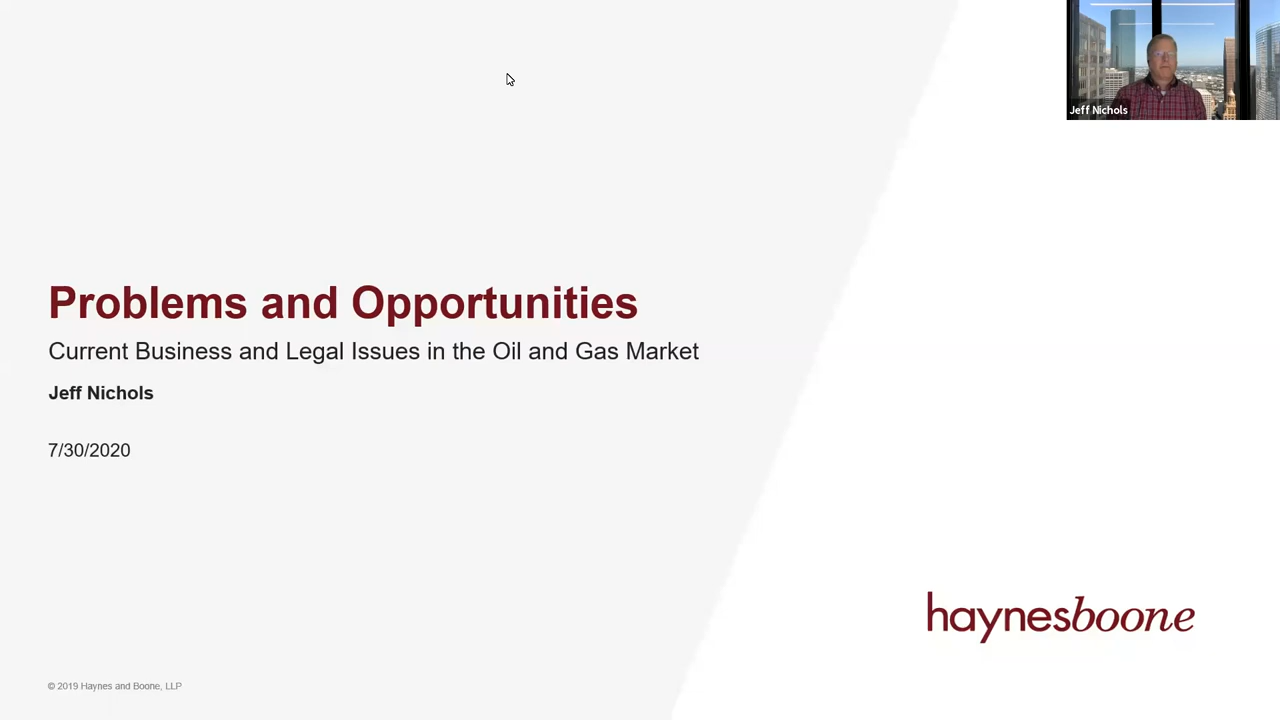 Jeff Nichols
Problems and Opportunities
Current Business and Legal Issues in the Oil and Gas Market
Jeff Nichols
7/30/2020
haynesboone
© 2019 Haynes and Boone, LLP